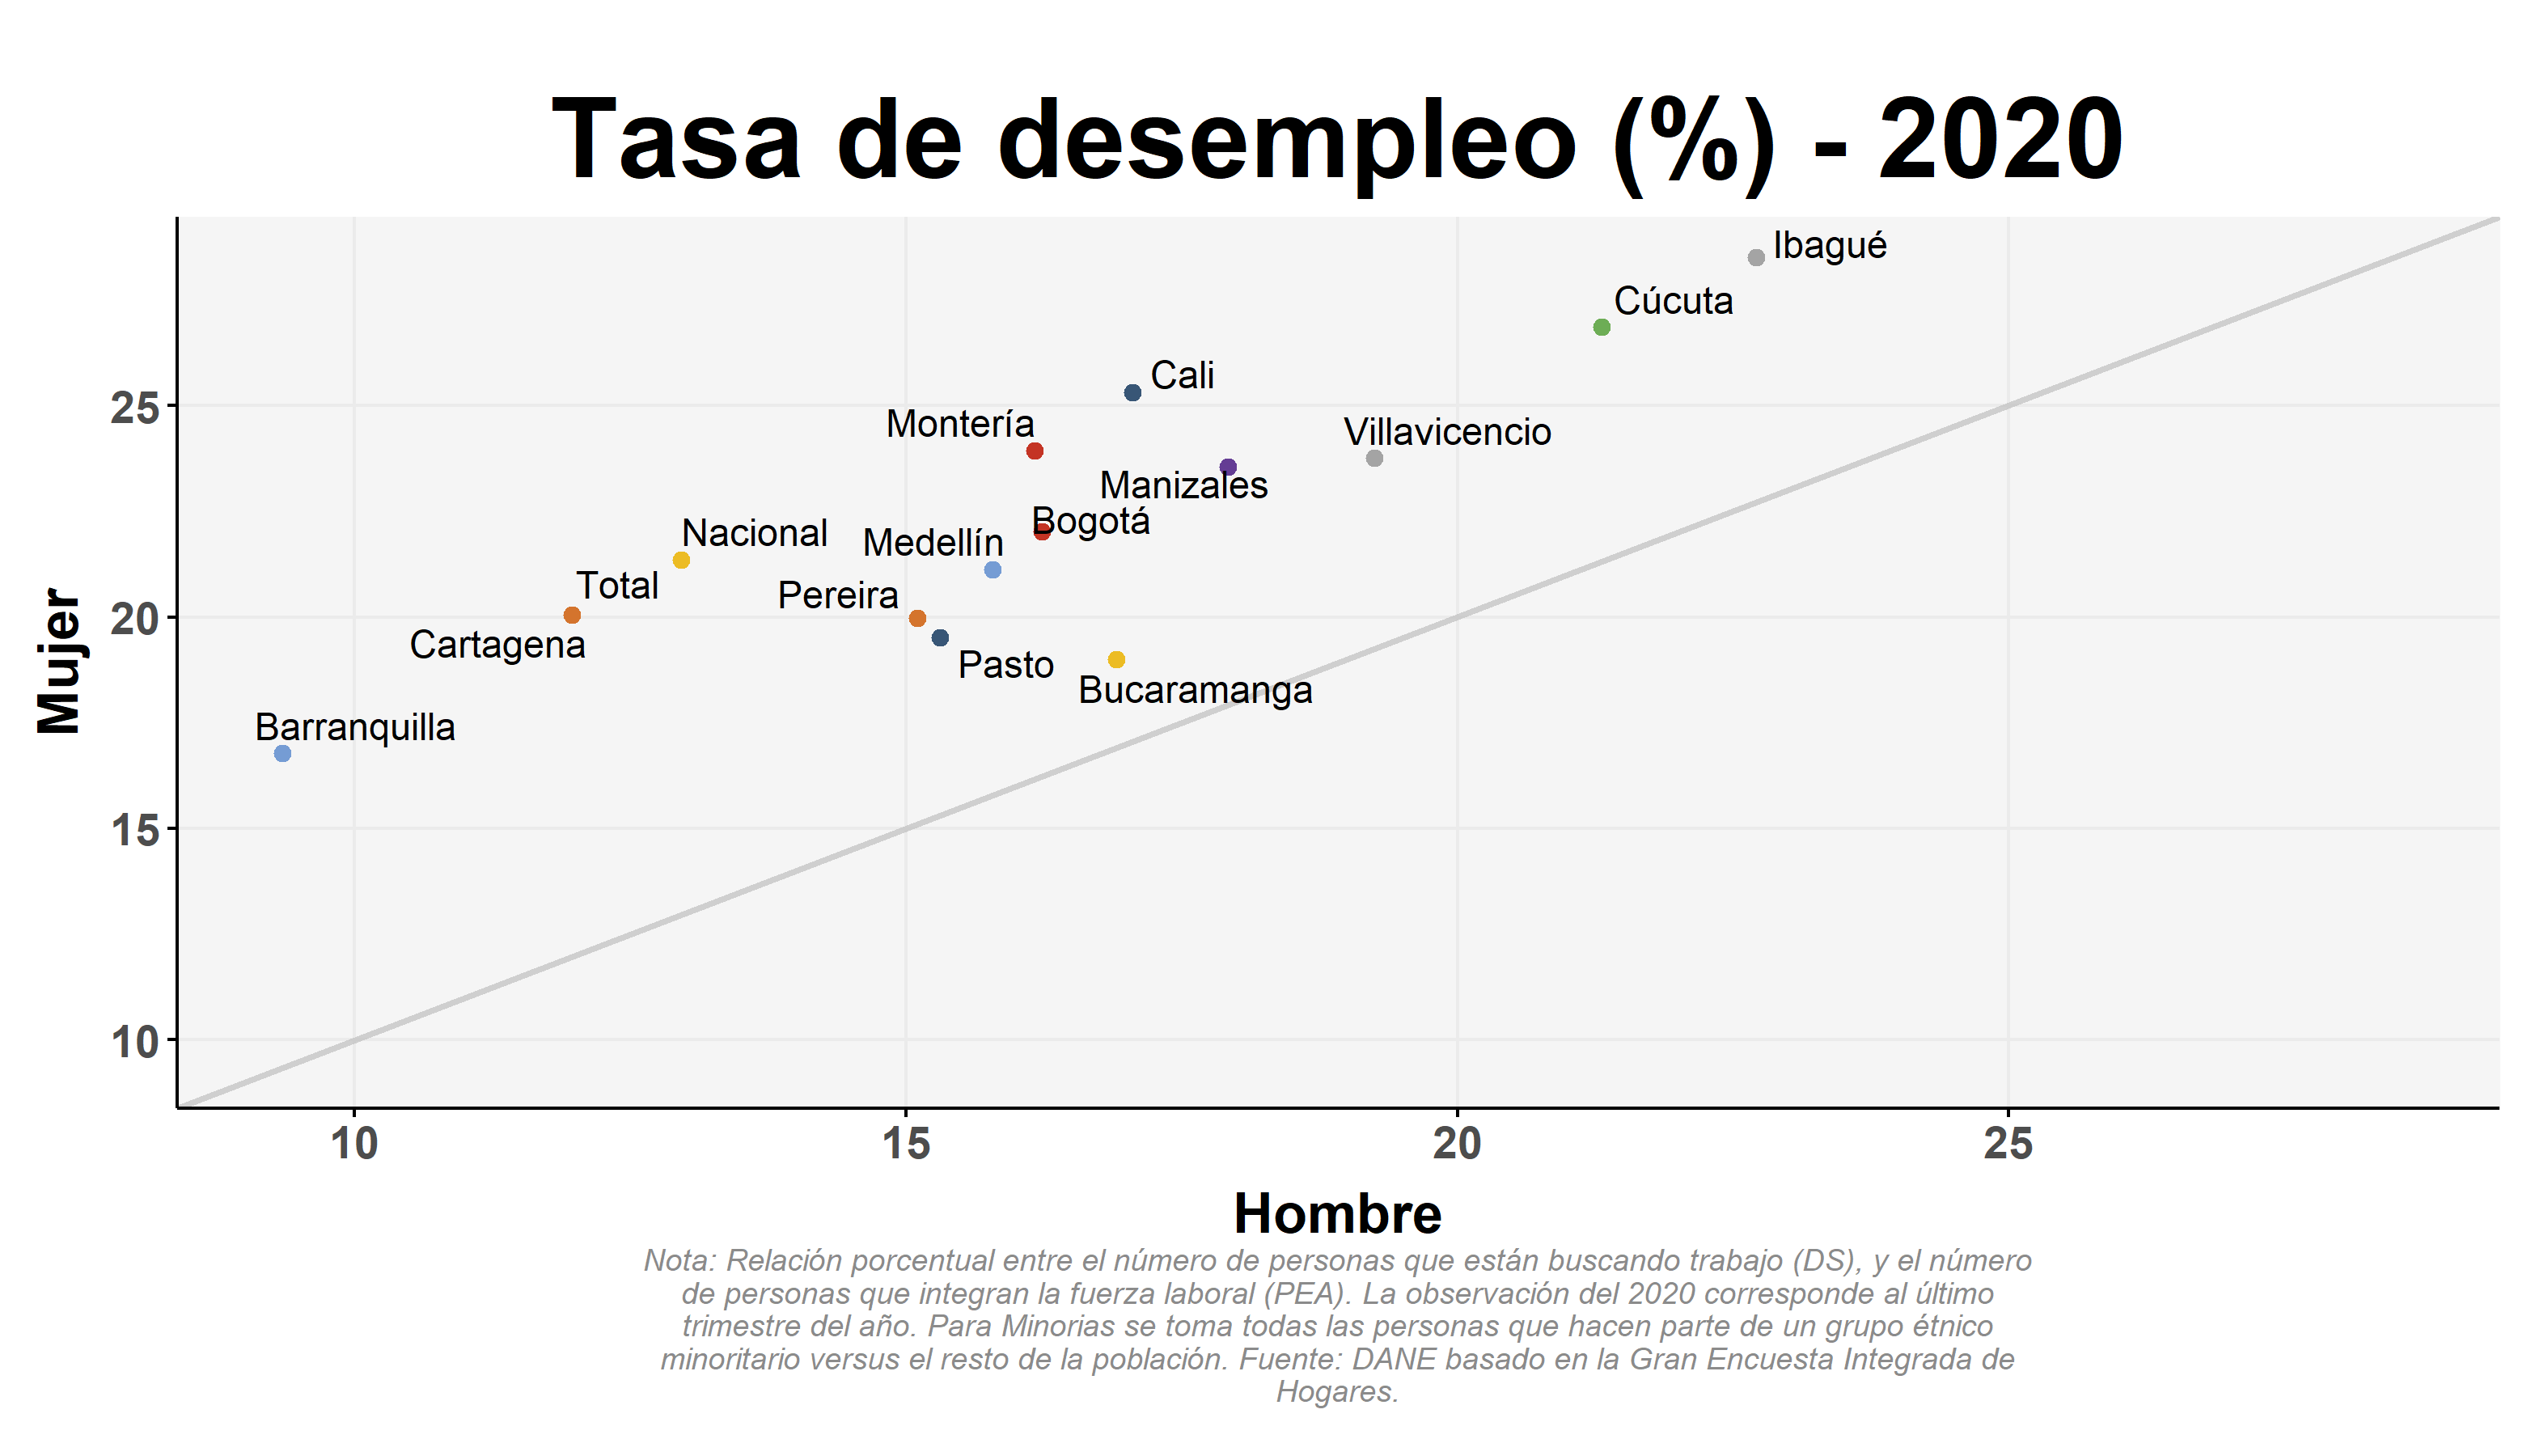 Tasa de desempleo (%) - 2020
Ibagué
Cúcuta
Cali
25
Montería
Villavicencio
Manizales
Bogotá
Nacional
Medellín
Total
Pereira
20
Cartagena
Pasto
Bucaramanga
Mujer
Barranquilla
15
10
10 15 20 25
Hombre
Nota: Relación porcentual entre el número de personas que están buscando trabajo (DS), y el número
de personas que integran la fuerza laboral (PEA). La observación del 2020 corresponde al último
trimestre del año. Para Minorias se toma todas las personas que hacen parte de un grupo étnico
minoritario versus el resto de la población. Fuente: DANE basado en la Gran Encuesta Integrada de
Hogares.